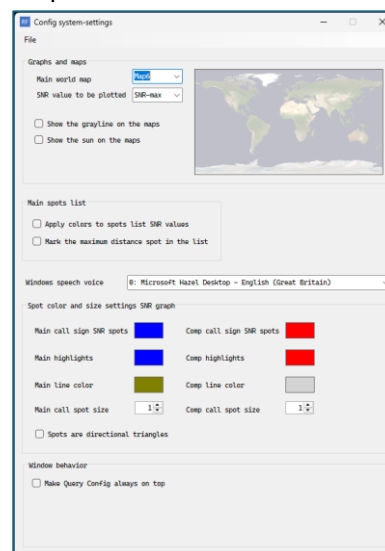 RF Config system-settings
File
Graphs and maps
Main world map Map6
SNR value to be plotted SNR-max
Show the grayline on the maps
Show the sun on the maps
Main spots list
Apply colors to spots list SNR values
Mark the maximum distance spot in the list
Windows speech voice 0: Microsoft Hazel Desktop - English (Great Britain)
Spot color and size settings SNR graph
Main call sign SNR spots Comp call sign SNR spots
Main highlights Comp highlights
Main line color Comp line color
Main call spot size 1 Comp call spot size 1
Spots are directional triangles
Window behavior
Make Query Config always on top